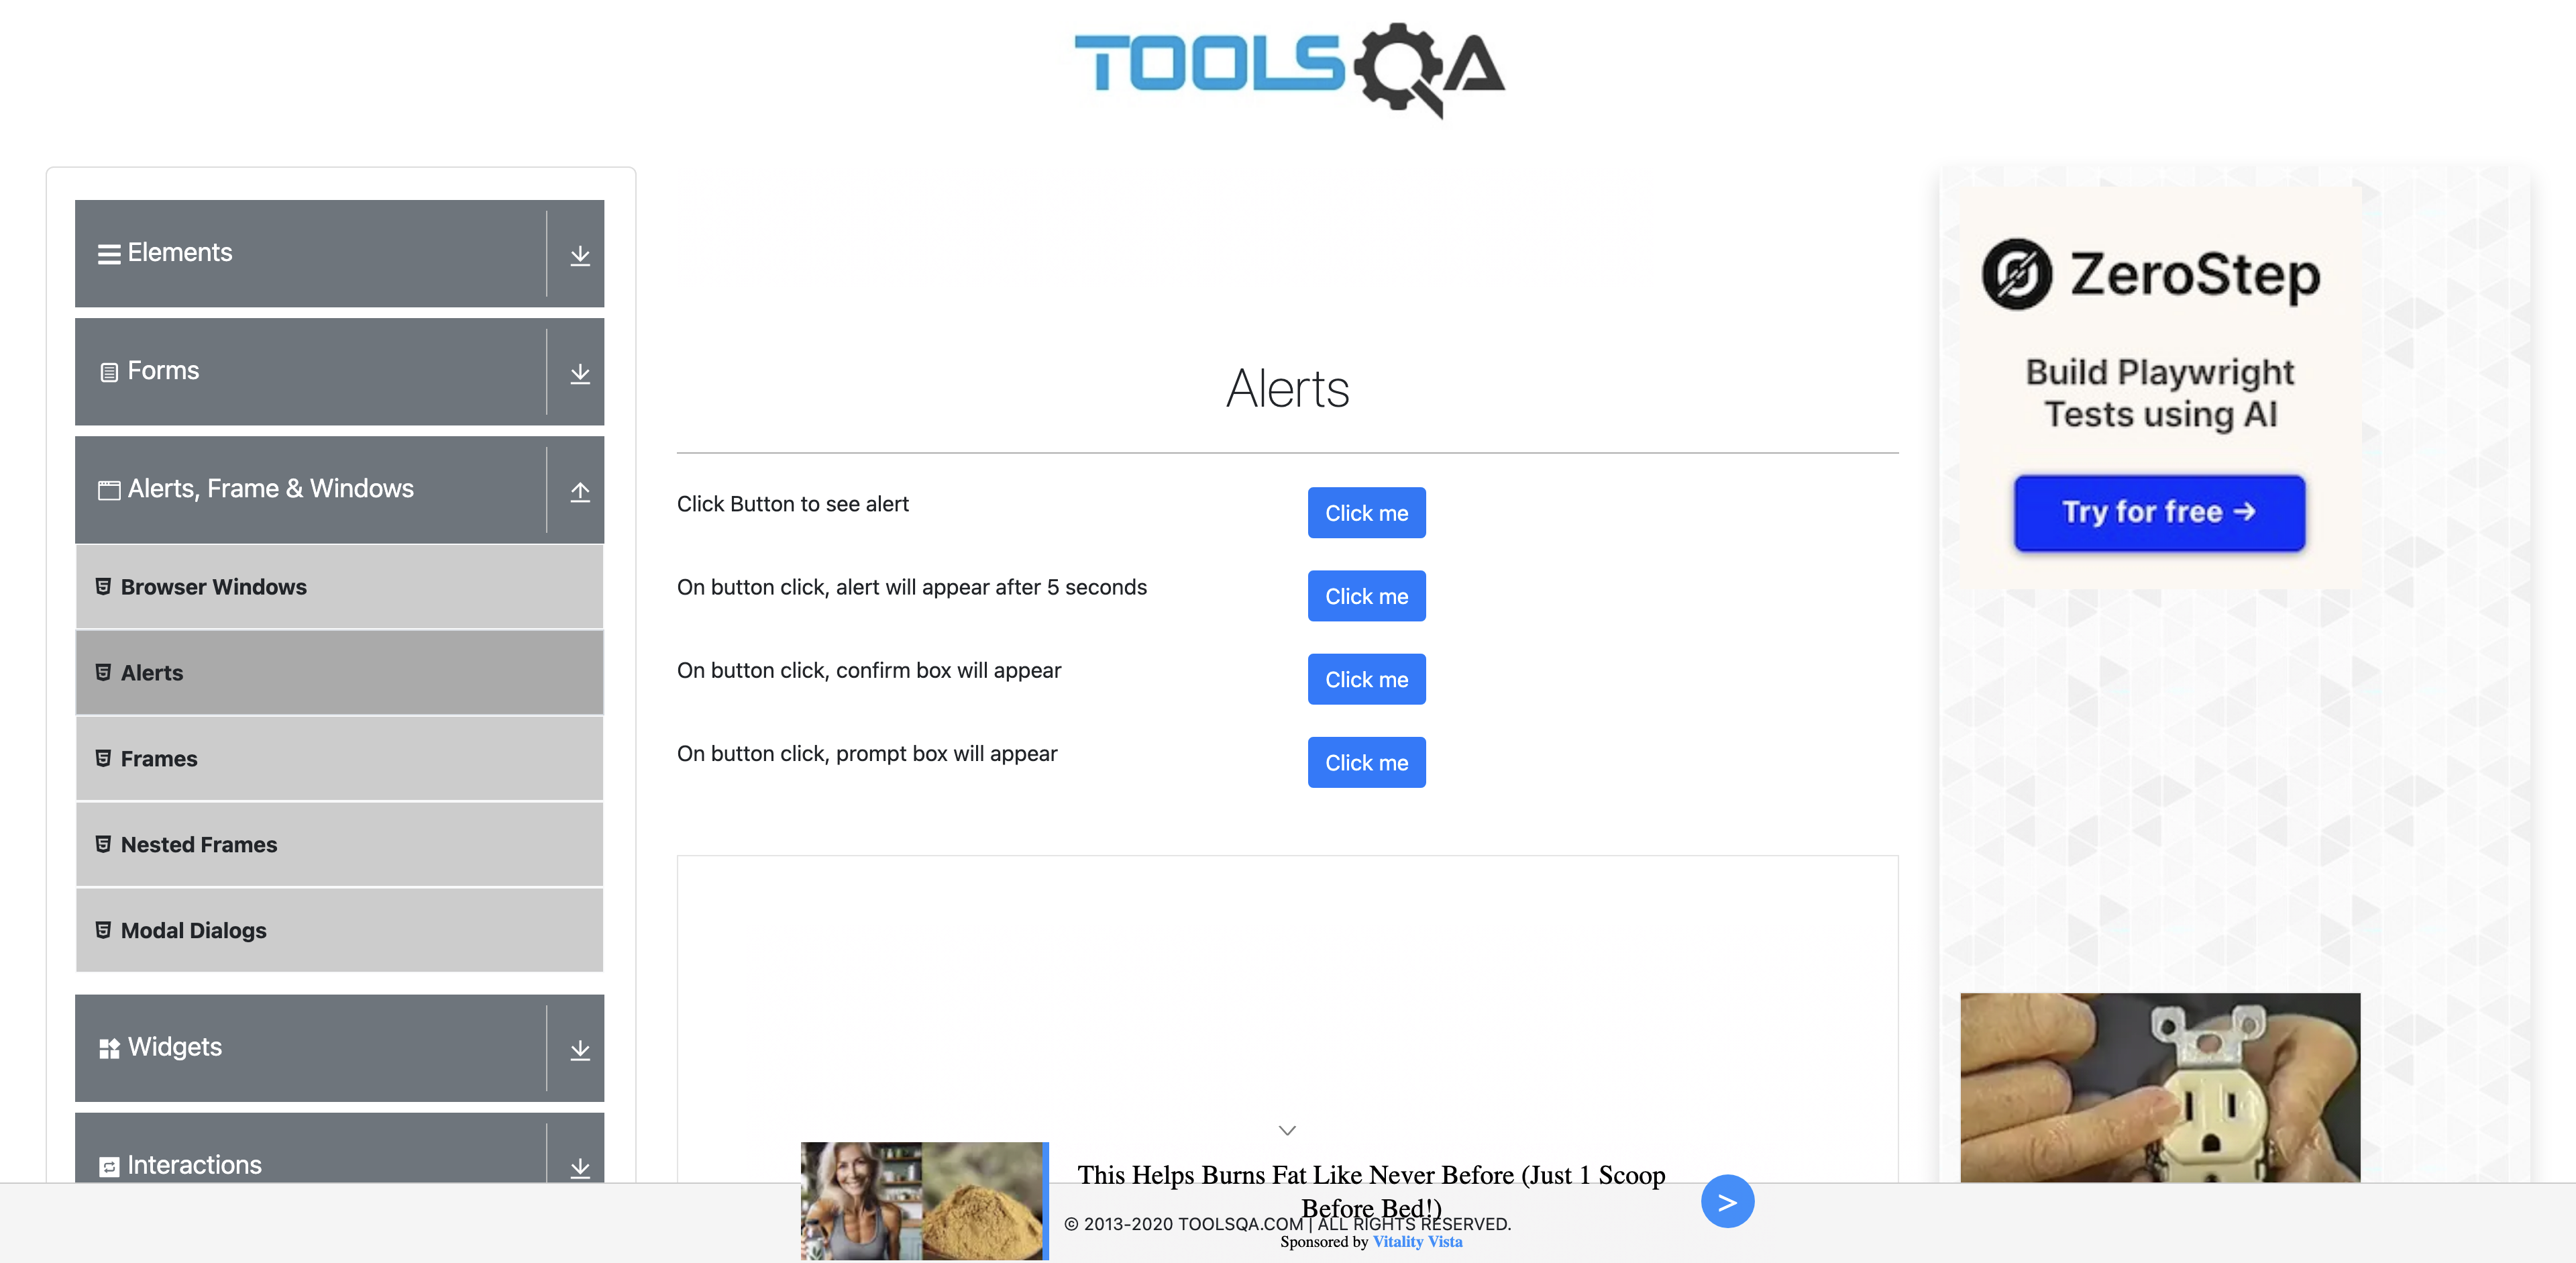 TOOLSQA
Elements
Forms
Alerts, Frame & Windows
Browser Windows
Alerts
Frames
Nested Frames
Modal Dialogs
Widgets
Interactions
Alerts
Click Button to see alert
Click me
On button click, alert will appear after 5 seconds
Click me
On button click, confirm box will appear
Click me
On button click, prompt box will appear
Click me
ZeroStep
Build Playwright
Tests using AI
Try for free →
This Helps Burns Fat Like Never Before (Just 1 Scoop
Before Bed!)
>
© 2013-2020 TOOLSQA.COM | ALL RIGHTS RESERVED.
Sponsored by Vitality Vista